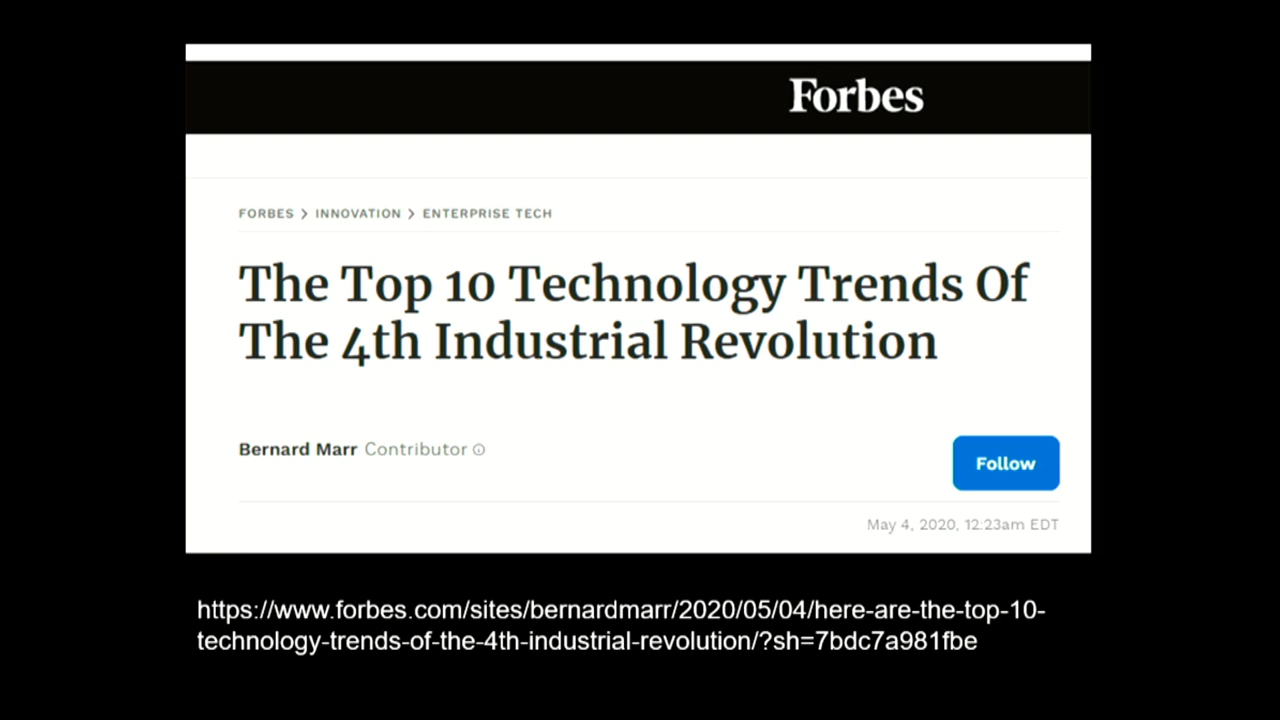 Forbes
FORBES > INNOVATION > ENTERPRISE TECH
The Top 10 Technology Trends Of
The 4th Industrial Revolution
Bernard Marr Contributor
Follow
May 4, 2020, 12:23am EDT
https://www.forbes.com/sites/bernardmarr/2020/05/04/here-are-the-top-10-
technology-trends-of-the-4th-industrial-revolution/?sh=7bdc7a981fbe